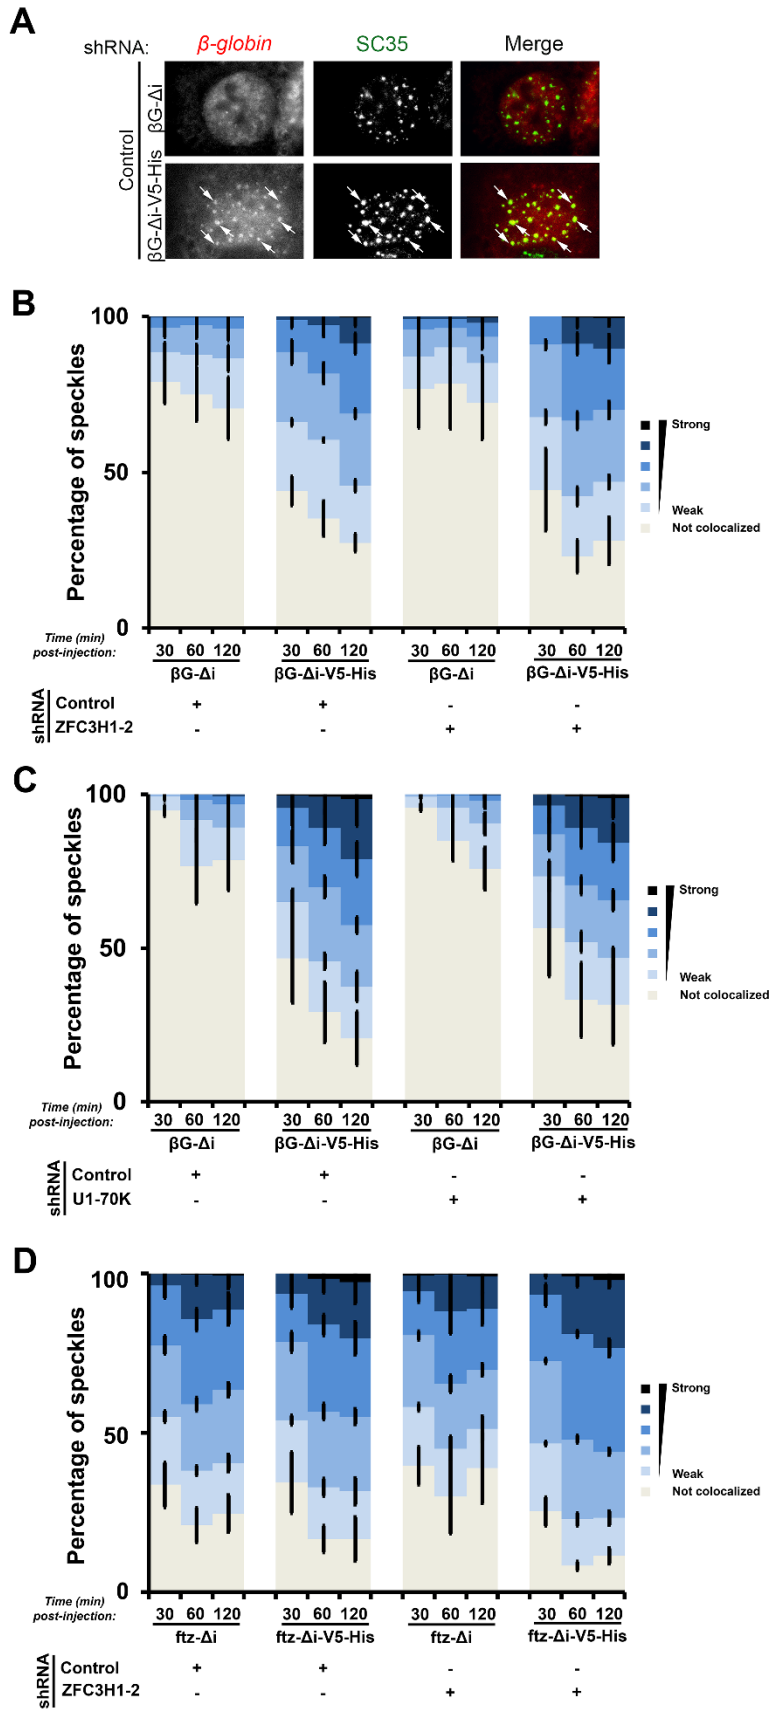 A
shRNA: β-globin SC35 Merge
Control
βG-Δi
βG-Δi-V5-His
B
Percentage of speckles
100
50
0
Strong
Weak
Not colocalized
Time (min) post-injection:
30 60 120 30 60 120 30 60 120 30 60 120
βG-Δi βG-Δi-V5-His βG-Δi βG-Δi-V5-His
shRNA
Control + + - -
ZFC3H1-2 - - + +
C
Percentage of speckles
100
50
0
Strong
Weak
Not colocalized
Time (min) post-injection:
30 60 120 30 60 120 30 60 120 30 60 120
βG-Δi βG-Δi-V5-His βG-Δi βG-Δi-V5-His
shRNA
Control + + - -
U1-70K - - + +
D
Percentage of speckles
100
50
0
Strong
Weak
Not colocalized
Time (min) post-injection:
30 60 120 30 60 120 30 60 120 30 60 120
ftz-Δi ftz-Δi-V5-His ftz-Δi ftz-Δi-V5-His
shRNA
Control + + - -
ZFC3H1-2 - - + +